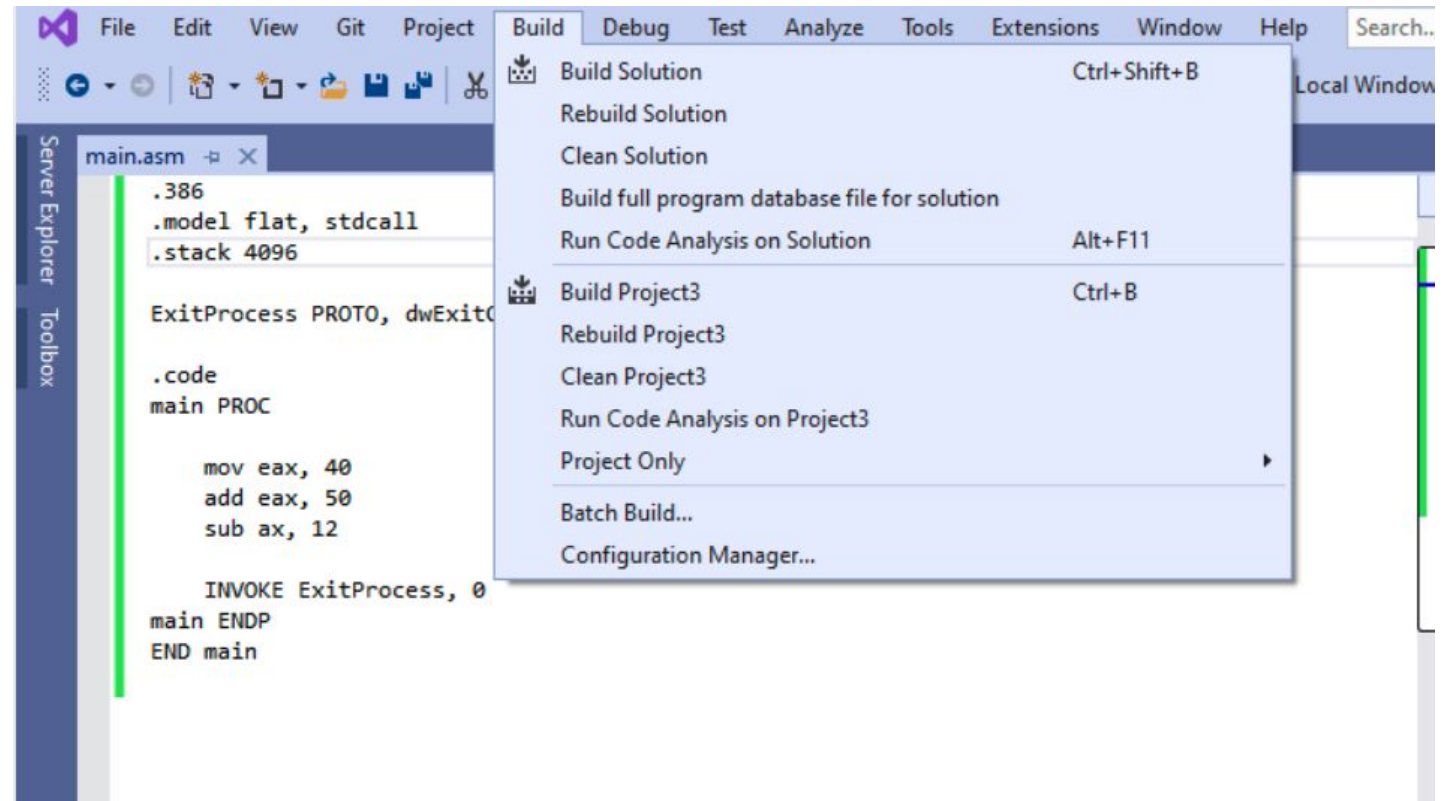 File Edit View Git Project Build Debug Test Analyze Tools Extensions Window Help Search...
Local Window
Build Solution Ctrl+Shift+B
Rebuild Solution
Clean Solution
Build full program database file for solution
Run Code Analysis on Solution Alt+F11
Build Project3 Ctrl+B
Rebuild Project3
Clean Project3
Run Code Analysis on Project3
Project Only
Batch Build...
Configuration Manager...
Server Explorer
Toolbox
main.asm
.386
.model flat, stdcall
.stack 4096
ExitProcess PROTO, dwExitC
.code
main PROC
mov eax, 40
add eax, 50
sub ax, 12
INVOKE ExitProcess, 0
main ENDP
END main